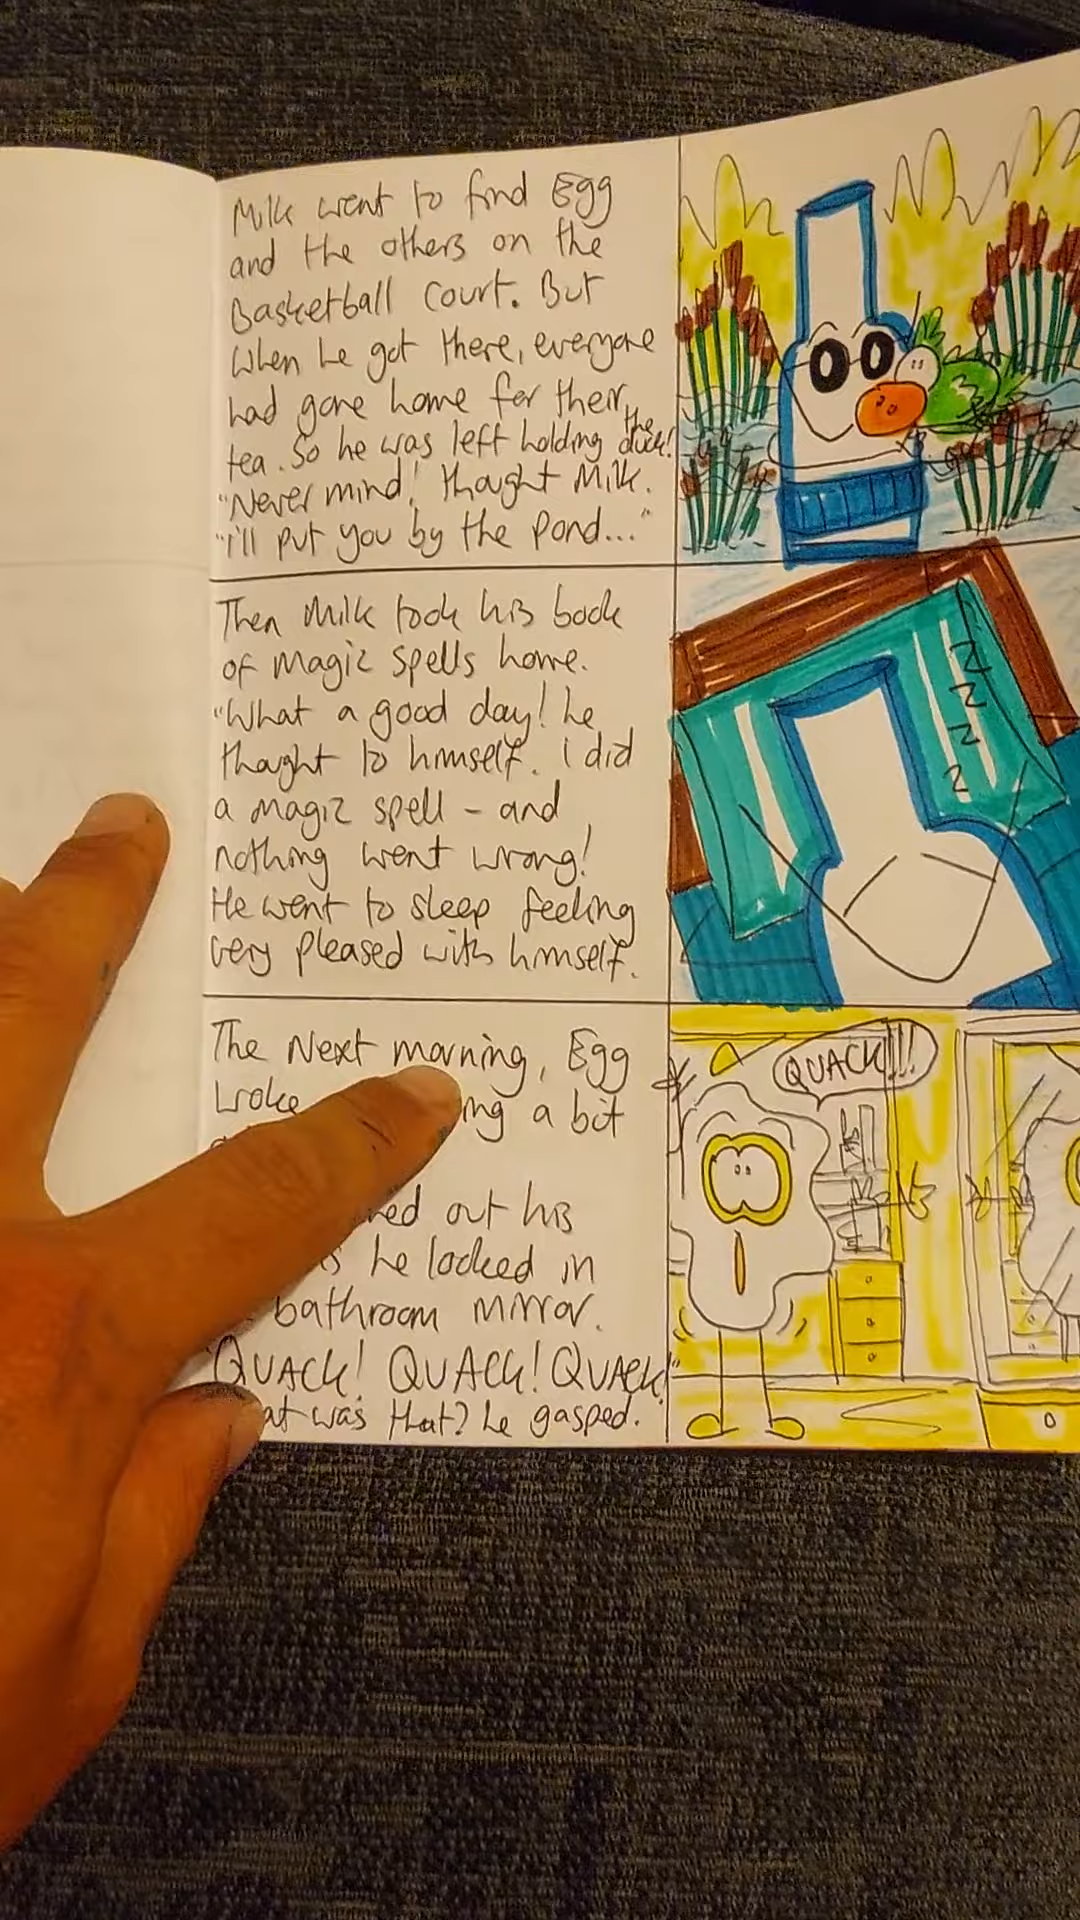 Milk went to find Egg
and the others on the
Basketball Court. But
when he got there, everyone
had gone home for their
tea. So he was left holding the duck!
"Never mind! thought Milk.
"i'll put you by the pond..."
Then Milk took his book
of magic spells home.
"What a good day! he
thought to himself. i did
a magic spell - and
nothing went wrong!
He went to sleep feeling
very pleased with himself.
z
z
z
z
The Next morning, Egg
woke a bit
out his
he looked in
bathroom mirror.
"QUACK! QUACK! QUACK!"
was that? he gasped.
QUACK!!!